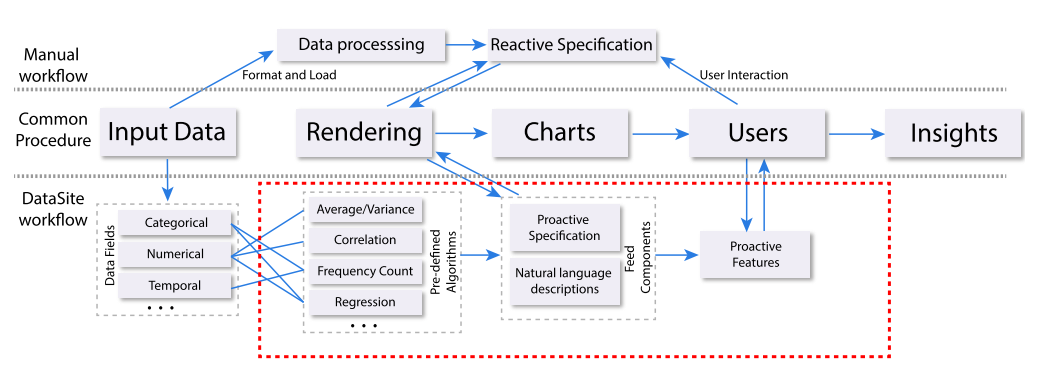 Manual
workflow
Data processsing
Reactive Specification
Format and Load
User Interaction
Common
Procedure
Input Data
Rendering
Charts
Users
Insights
DataSite
workflow
Data Fields
Categorical
Numerical
Temporal
• • •
Average/Variance
Correlation
Frequency Count
Regression
• • •
Pre-defined
Algorithms
Proactive
Specification
Natural language
descriptions
Feed
Components
Proactive
Features